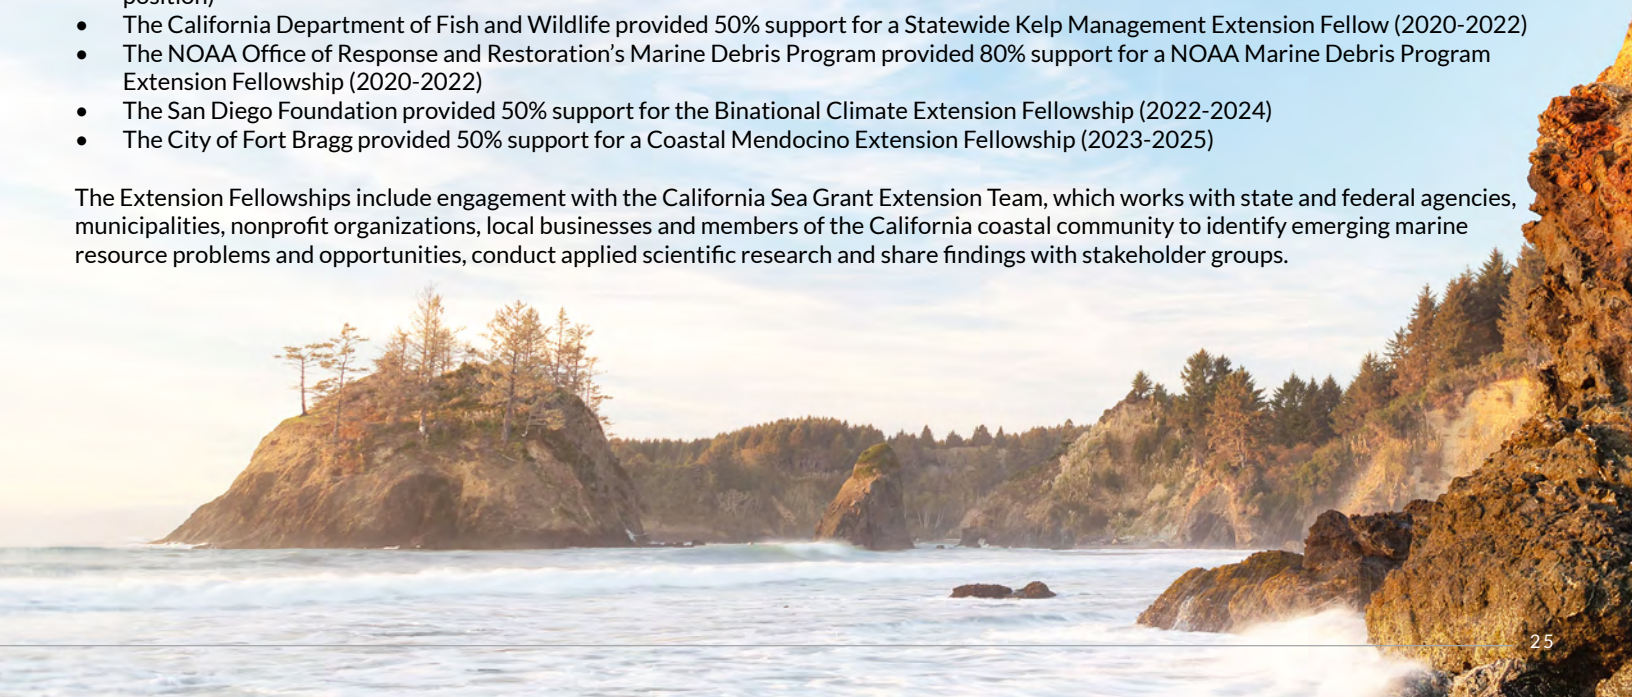 position)
● The California Department of Fish and Wildlife provided 50% support for a Statewide Kelp Management Extension Fellow (2020-2022)
● The NOAA Office of Response and Restoration’s Marine Debris Program provided 80% support for a NOAA Marine Debris Program
Extension Fellowship (2020-2022)
● The San Diego Foundation provided 50% support for the Binational Climate Extension Fellowship (2022-2024)
● The City of Fort Bragg provided 50% support for a Coastal Mendocino Extension Fellowship (2023-2025)
The Extension Fellowships include engagement with the California Sea Grant Extension Team, which works with state and federal agencies,
municipalities, nonprofit organizations, local businesses and members of the California coastal community to identify emerging marine
resource problems and opportunities, conduct applied scientific research and share findings with stakeholder groups.
25